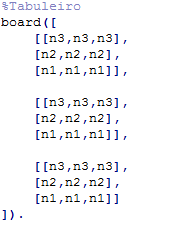 %Tabuleiro
board([
    [[n3,n3,n3],
    [n2,n2,n2],
    [n1,n1,n1]],

    [[n3,n3,n3],
    [n2,n2,n2],
    [n1,n1,n1]],

    [[n3,n3,n3],
    [n2,n2,n2],
    [n1,n1,n1]]
]).